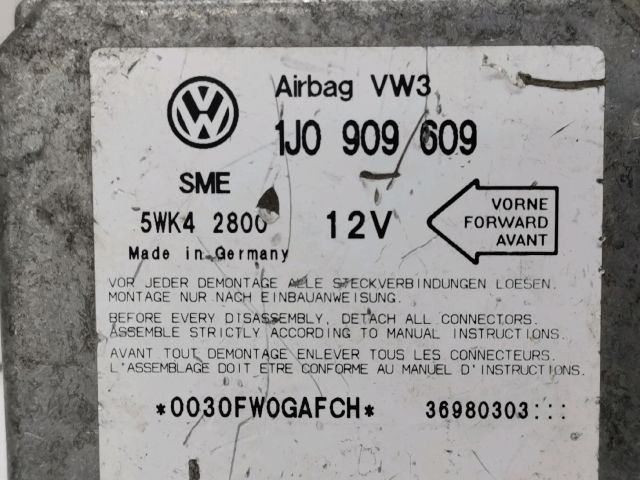 Airbag VW3
1J0 909 609
SME
5WK4 2800
12V
VORNE
FORWARD
AVANT
Made in Germany
VOR JEDER DEMONTAGE ALLE STECKVERBINDUNGEN LOESEN.
MONTAGE NUR NACH EINBAUANWEISUNG.
BEFORE EVERY DISASSEMBLY, DETACH ALL CONNECTORS.
ASSEMBLE STRICTLY ACCORDING TO MANUAL INSTRUCTIONS.
AVANT TOUT DEMONTAGE ENLEVER TOUS LES CONNECTEURS.
L'ASSEMBLAGE DOIT ETRE CONFORME AU MANUEL D'INSTRUCTIONS.
*0030FW0GAFCH* 36980303:::